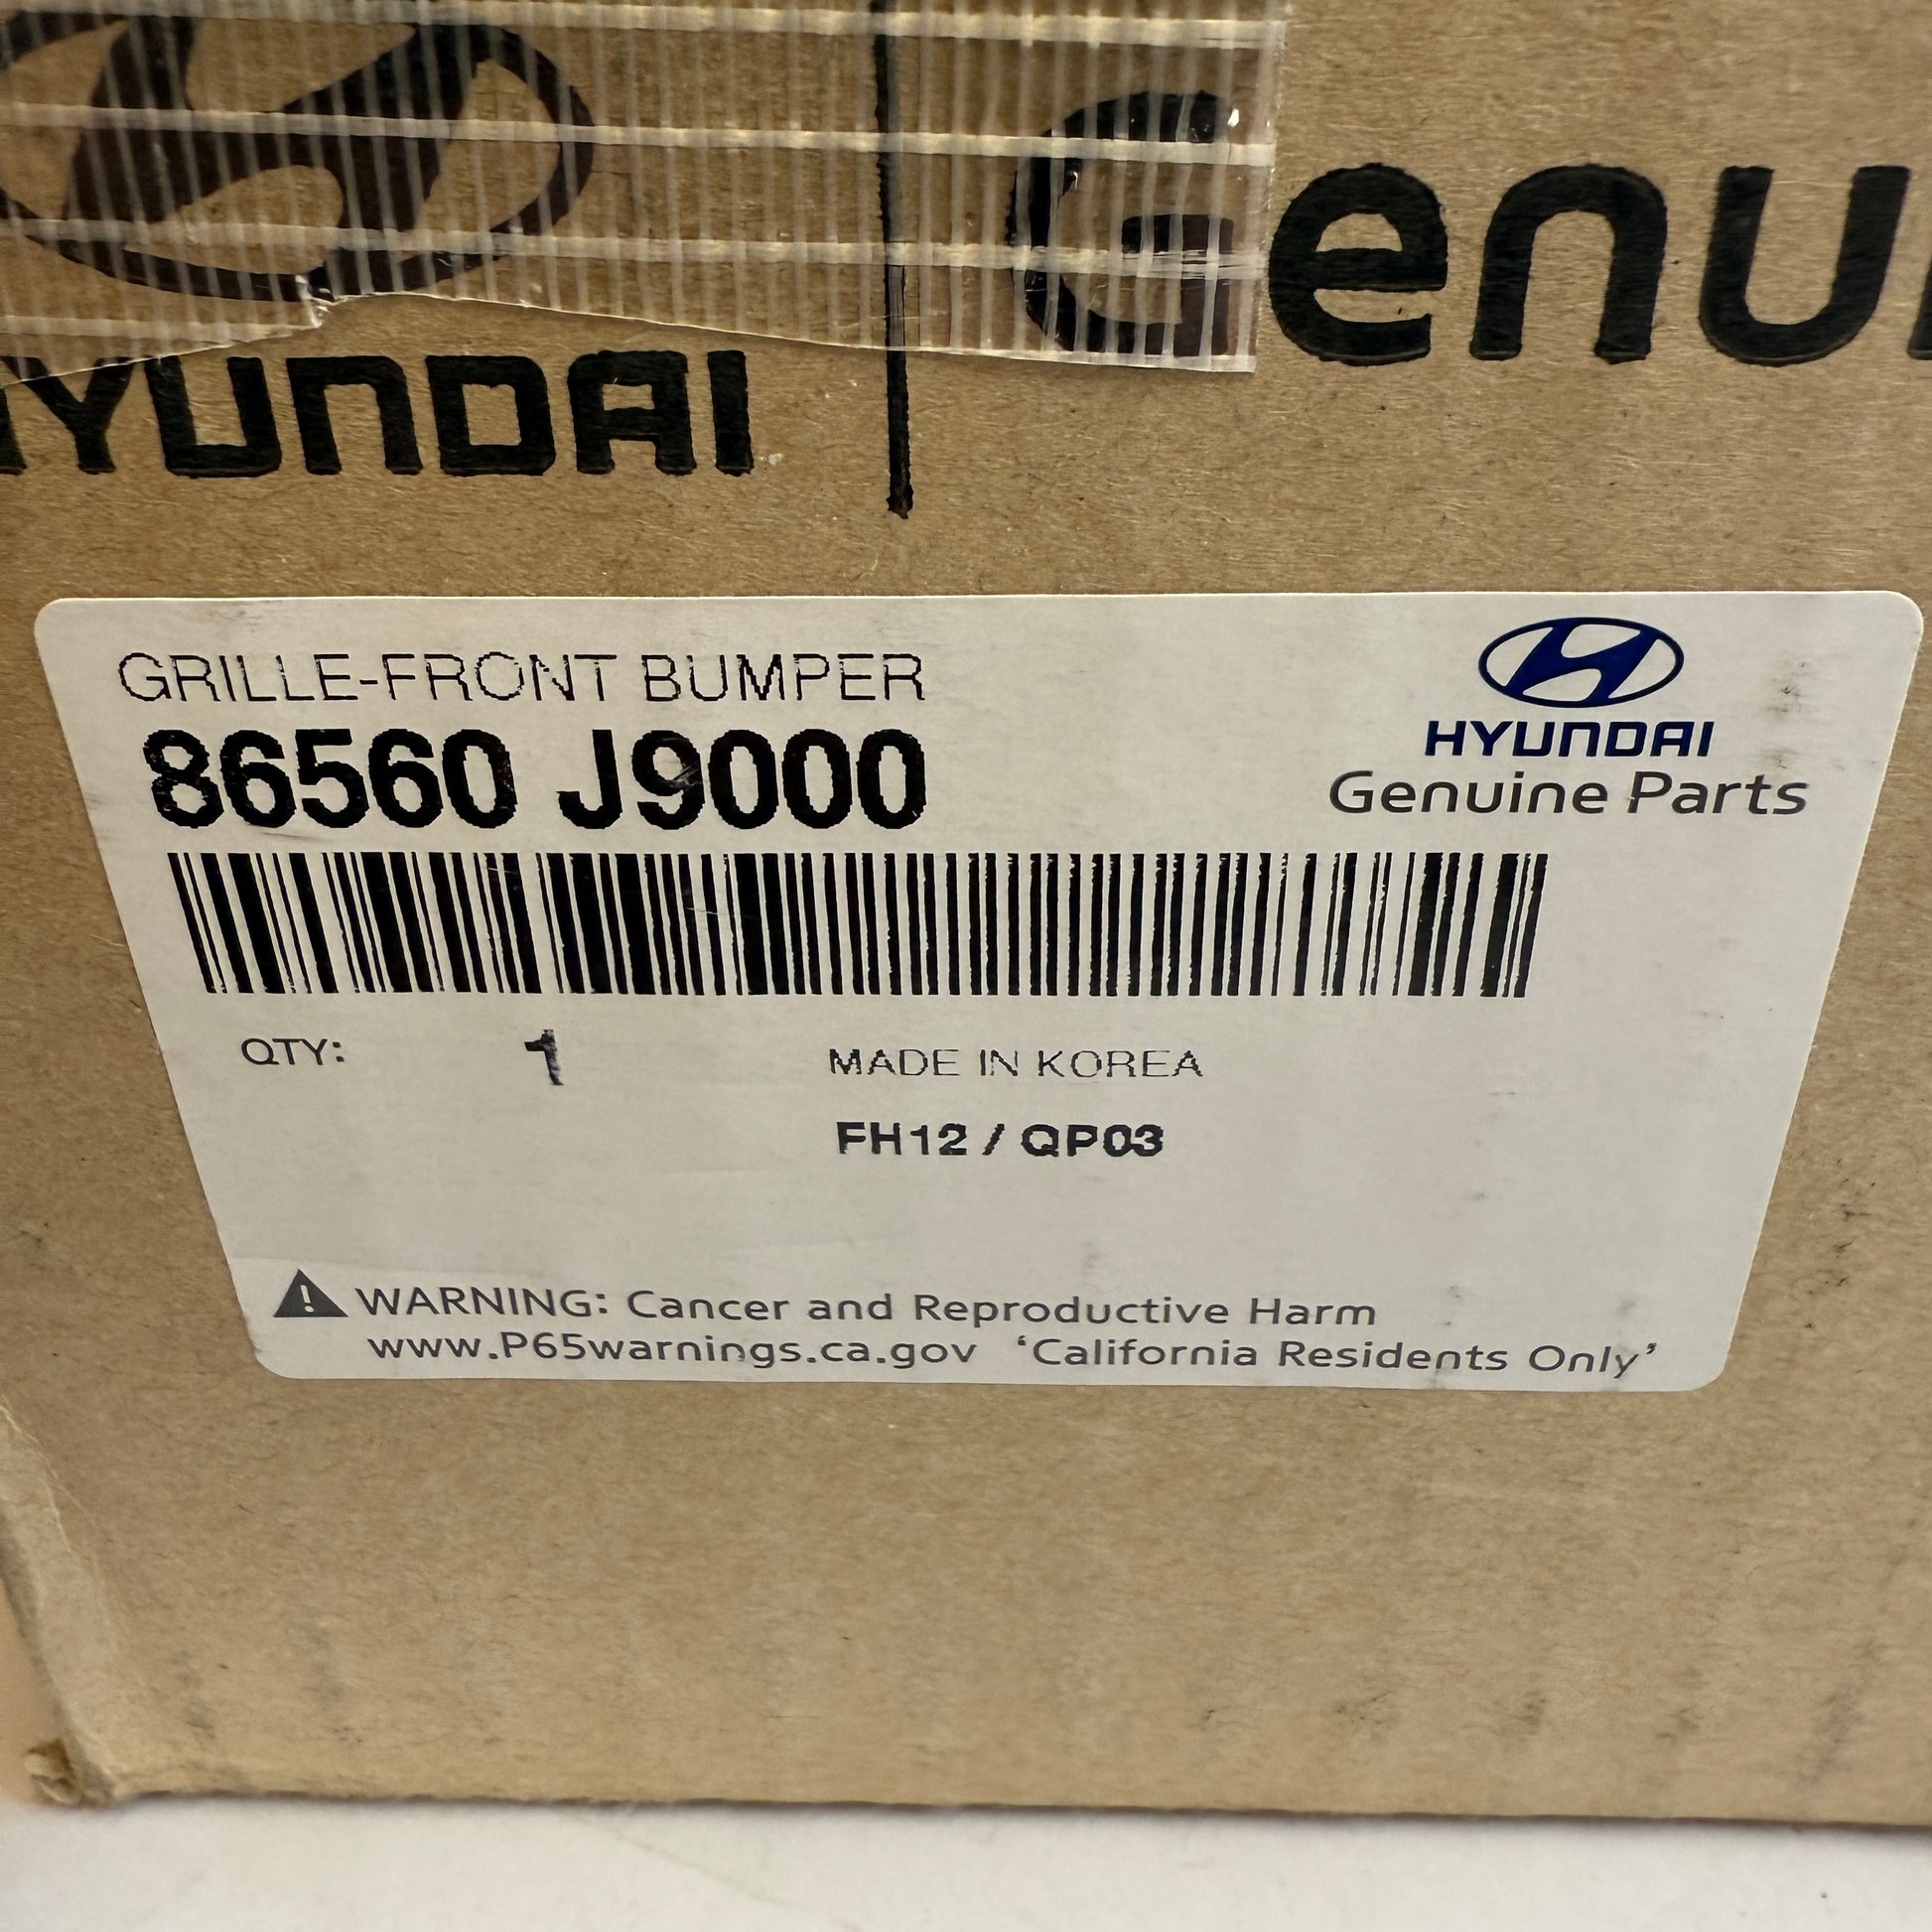 HYUNDAI
Genui
GRILLE-FRONT BUMPER
86560 J9000
HYUNDAI
Genuine Parts
QTY: 1 MADE IN KOREA
FH12 / QP03
WARNING: Cancer and Reproductive Harm
www.P65warnings.ca.gov ‘California Residents Only’